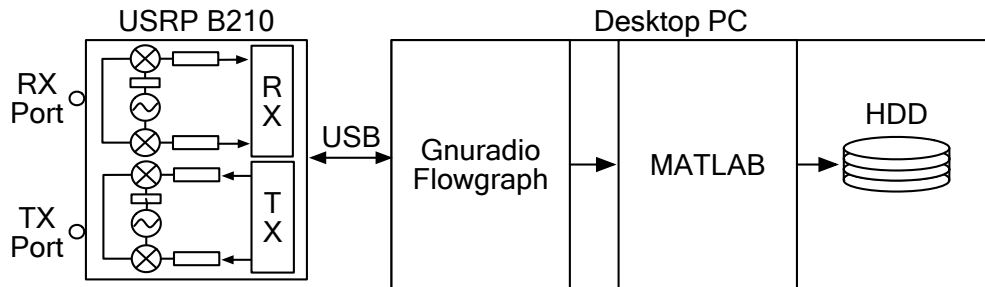 USRP B210
Desktop PC
RX
Port
R
X
TX
Port
T
X
USB
Gnuradio
Flowgraph
MATLAB
HDD